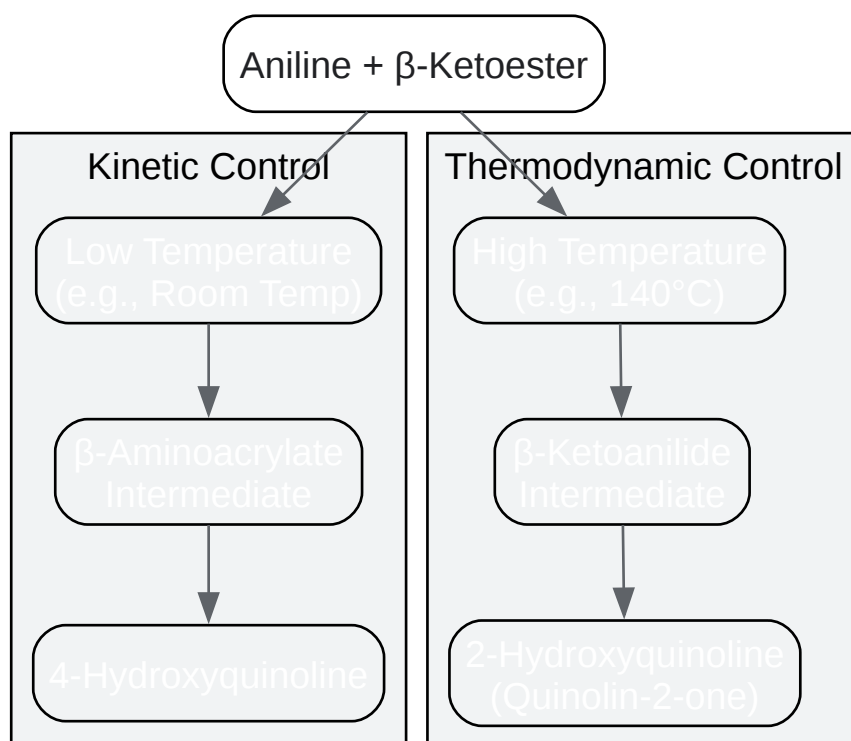 Aniline + β-Ketoester
Kinetic Control
Low Temperature
(e.g., Room Temp)
β-Aminoacrylate
Intermediate
4-Hydroxyquinoline
Thermodynamic Control
High Temperature
(e.g., 140°C)
β-Ketoanilide
Intermediate
2-Hydroxyquinoline
(Quinolin-2-one)